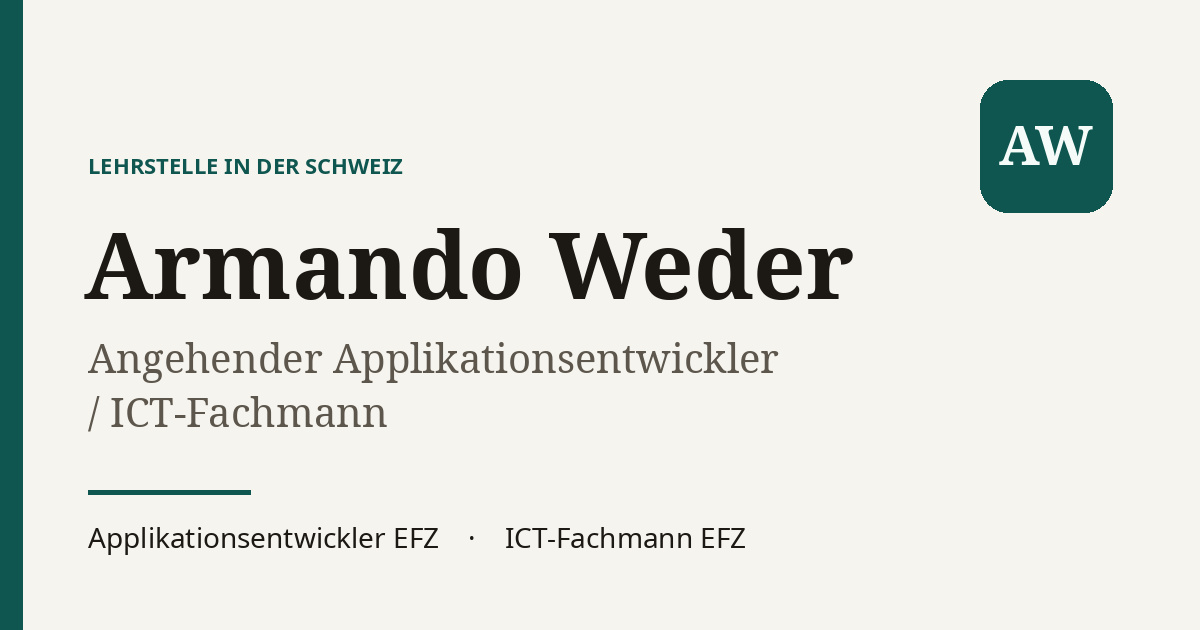 AW
LEHRSTELLE IN DER SCHWEIZ
Armando Weder
Angehender Applikationsentwickler
/ ICT-Fachmann
Applikationsentwickler EFZ · ICT-Fachmann EFZ